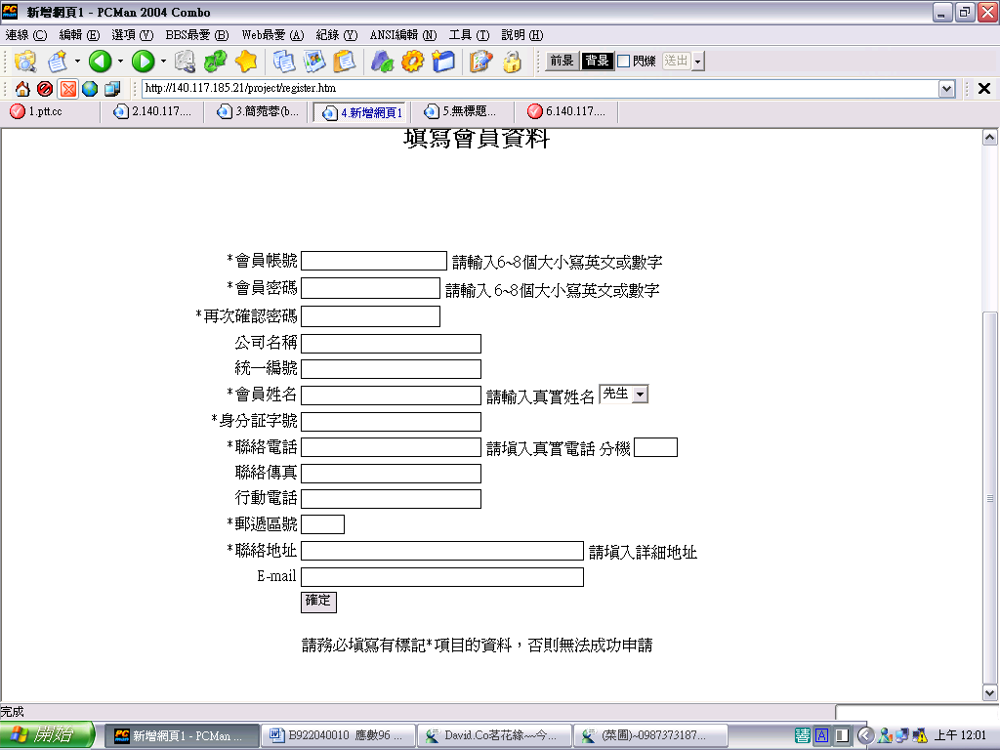 新增網頁1 - PCMan 2004 Combo
連線 (C) 編輯 (E) 選項 (V) BBS最愛 (B) Web最愛 (A) 紀錄 (Y) ANSI編輯 (N) 工具 (T) 說明 (H)
前景 背景 閃爍 送出
http://140.117.185.21/project/register.htm
1.ptt.cc 2.140.117.... 3.簡菀蓉(b... 4.新增網頁1 5.無標題... 6.140.117....
填寫會員資料
*會員帳號 請輸入6~8個大小寫英文或數字
*會員密碼 請輸入 6~8個大小寫英文或數字
*再次確認密碼
公司名稱
統一編號
*會員姓名 請輸入真實姓名 先生
*身分証字號
*聯絡電話 請填入真實電話 分機
聯絡傳真
行動電話
*郵遞區號
*聯絡地址 請填入詳細地址
E-mail
確定
請務必填寫有標記*項目的資料，否則無法成功申請
完成
開始 新增網頁1 - PCMan ... B922040010 應數96 ... David.Co茗花緣~~今... (菜圃)~0987373187... A 上午 12:01